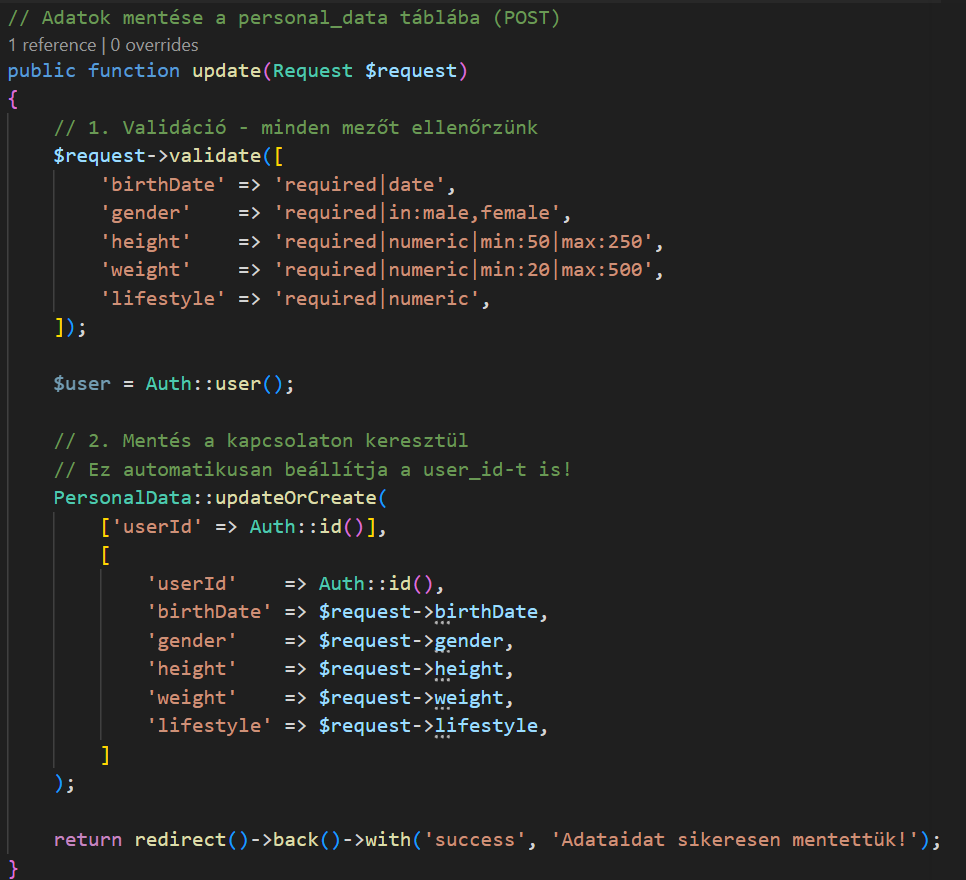 // Adatok mentése a personal_data táblába (POST)
1 reference | 0 overrides
public function update(Request $request)
{
    // 1. Validáció - minden mezőt ellenőrzünk
    $request->validate([
        'birthDate' => 'required|date',
        'gender'    => 'required|in:male,female',
        'height'    => 'required|numeric|min:50|max:250',
        'weight'    => 'required|numeric|min:20|max:500',
        'lifestyle' => 'required|numeric',
    ]);

    $user = Auth::user();

    // 2. Mentés a kapcsolaton keresztül
    // Ez automatikusan beállítja a user_id-t is!
    PersonalData::updateOrCreate(
        ['userId' => Auth::id()],
        [
            'userId'    => Auth::id(),
            'birthDate' => $request->birthDate,
            'gender'    => $request->gender,
            'height'    => $request->height,
            'weight'    => $request->weight,
            'lifestyle' => $request->lifestyle,
        ]
    );

    return redirect()->back()->with('success', 'Adataidat sikeresen mentettük!');
}